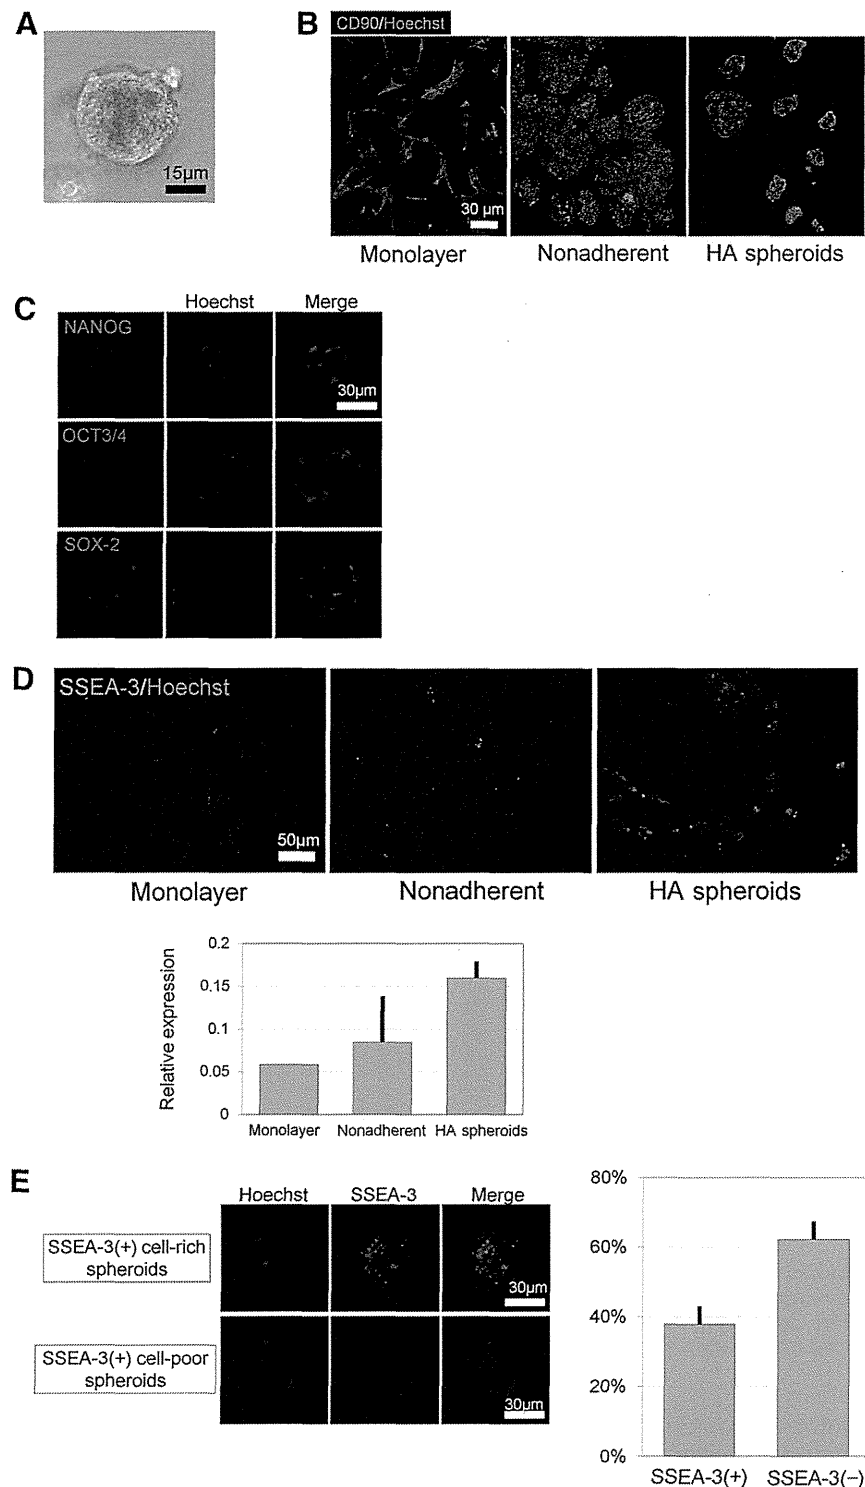 A
15µm
B
CD90/Hoechst
30 µm
Monolayer
Nonadherent
HA spheroids
C
Hoechst
Merge
NANOG
30µm
OCT3/4
SOX-2
D
SSEA-3/Hoechst
50µm
Monolayer
Nonadherent
HA spheroids
Relative expression
0.2
0.15
0.1
0.05
0
Monolayer
Nonadherent
HA spheroids
E
Hoechst
SSEA-3
Merge
SSEA-3(+) cell-rich
spheroids
30µm
SSEA-3(+) cell-poor
spheroids
30µm
80%
60%
40%
20%
0%
SSEA-3(+)
SSEA-3(−)